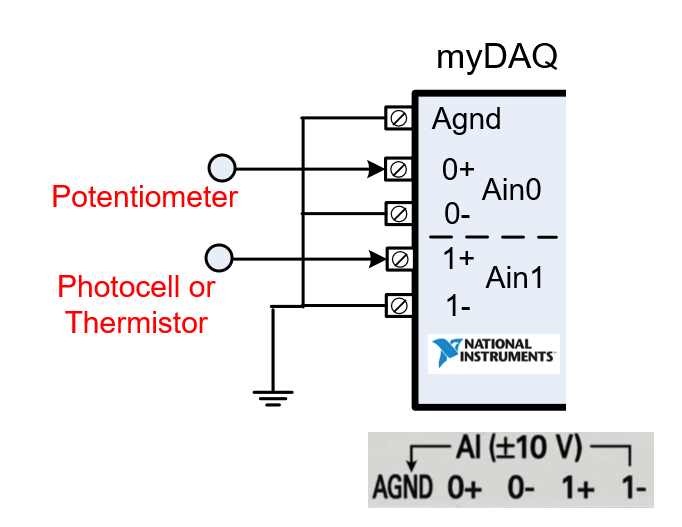 myDAQ
Agnd
0+
Ain0
0-
Potentiometer
1+
Ain1
1-
Photocell or
Thermistor
NATIONAL
INSTRUMENTS
AI (±10 V)
AGND 0+ 0- 1+ 1-